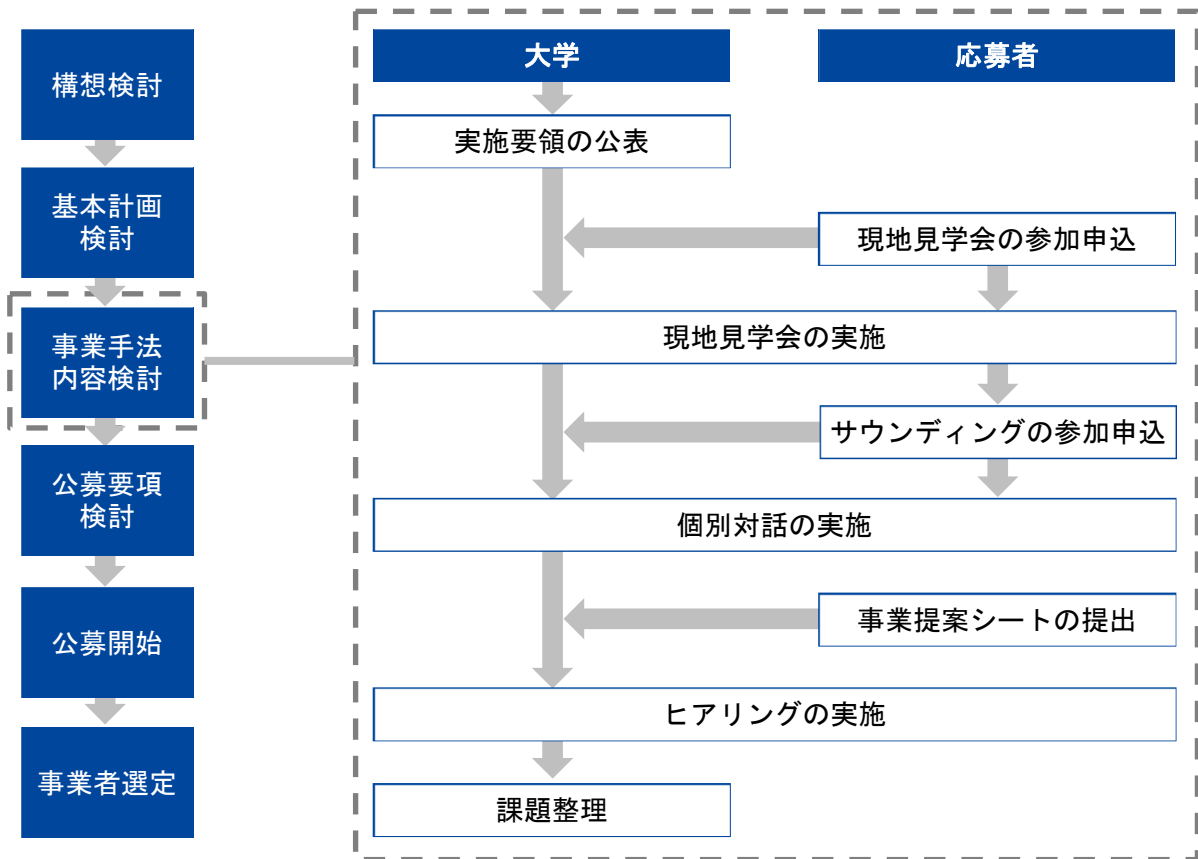 構想検討
基本計画
検討
事業手法
内容検討
公募要項
検討
公募開始
事業者選定
大学
応募者
実施要領の公表
現地見学会の参加申込
現地見学会の実施
サウンディングの参加申込
個別対話の実施
事業提案シートの提出
ヒアリングの実施
課題整理